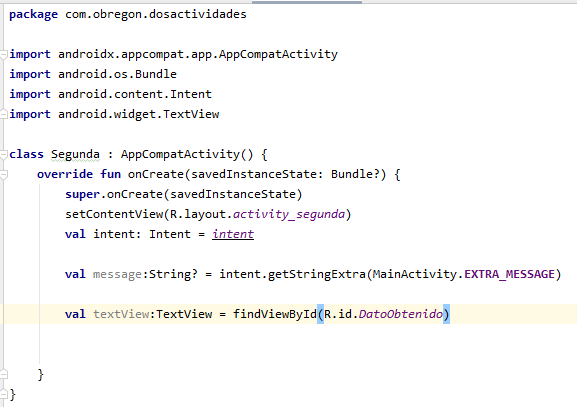 package com.obregon.dosactividades
import androidx.appcompat.app.AppCompatActivity
import android.os.Bundle
import android.content.Intent
import android.widget.TextView
class Segunda : AppCompatActivity() {
override fun onCreate(savedInstanceState: Bundle?) {
super.onCreate(savedInstanceState)
setContentView(R.layout.activity_segunda)
val intent: Intent = intent
val message:String? = intent.getStringExtra(MainActivity.EXTRA_MESSAGE)
val textView:TextView = findViewById(R.id.DatoObtenido)
}
}